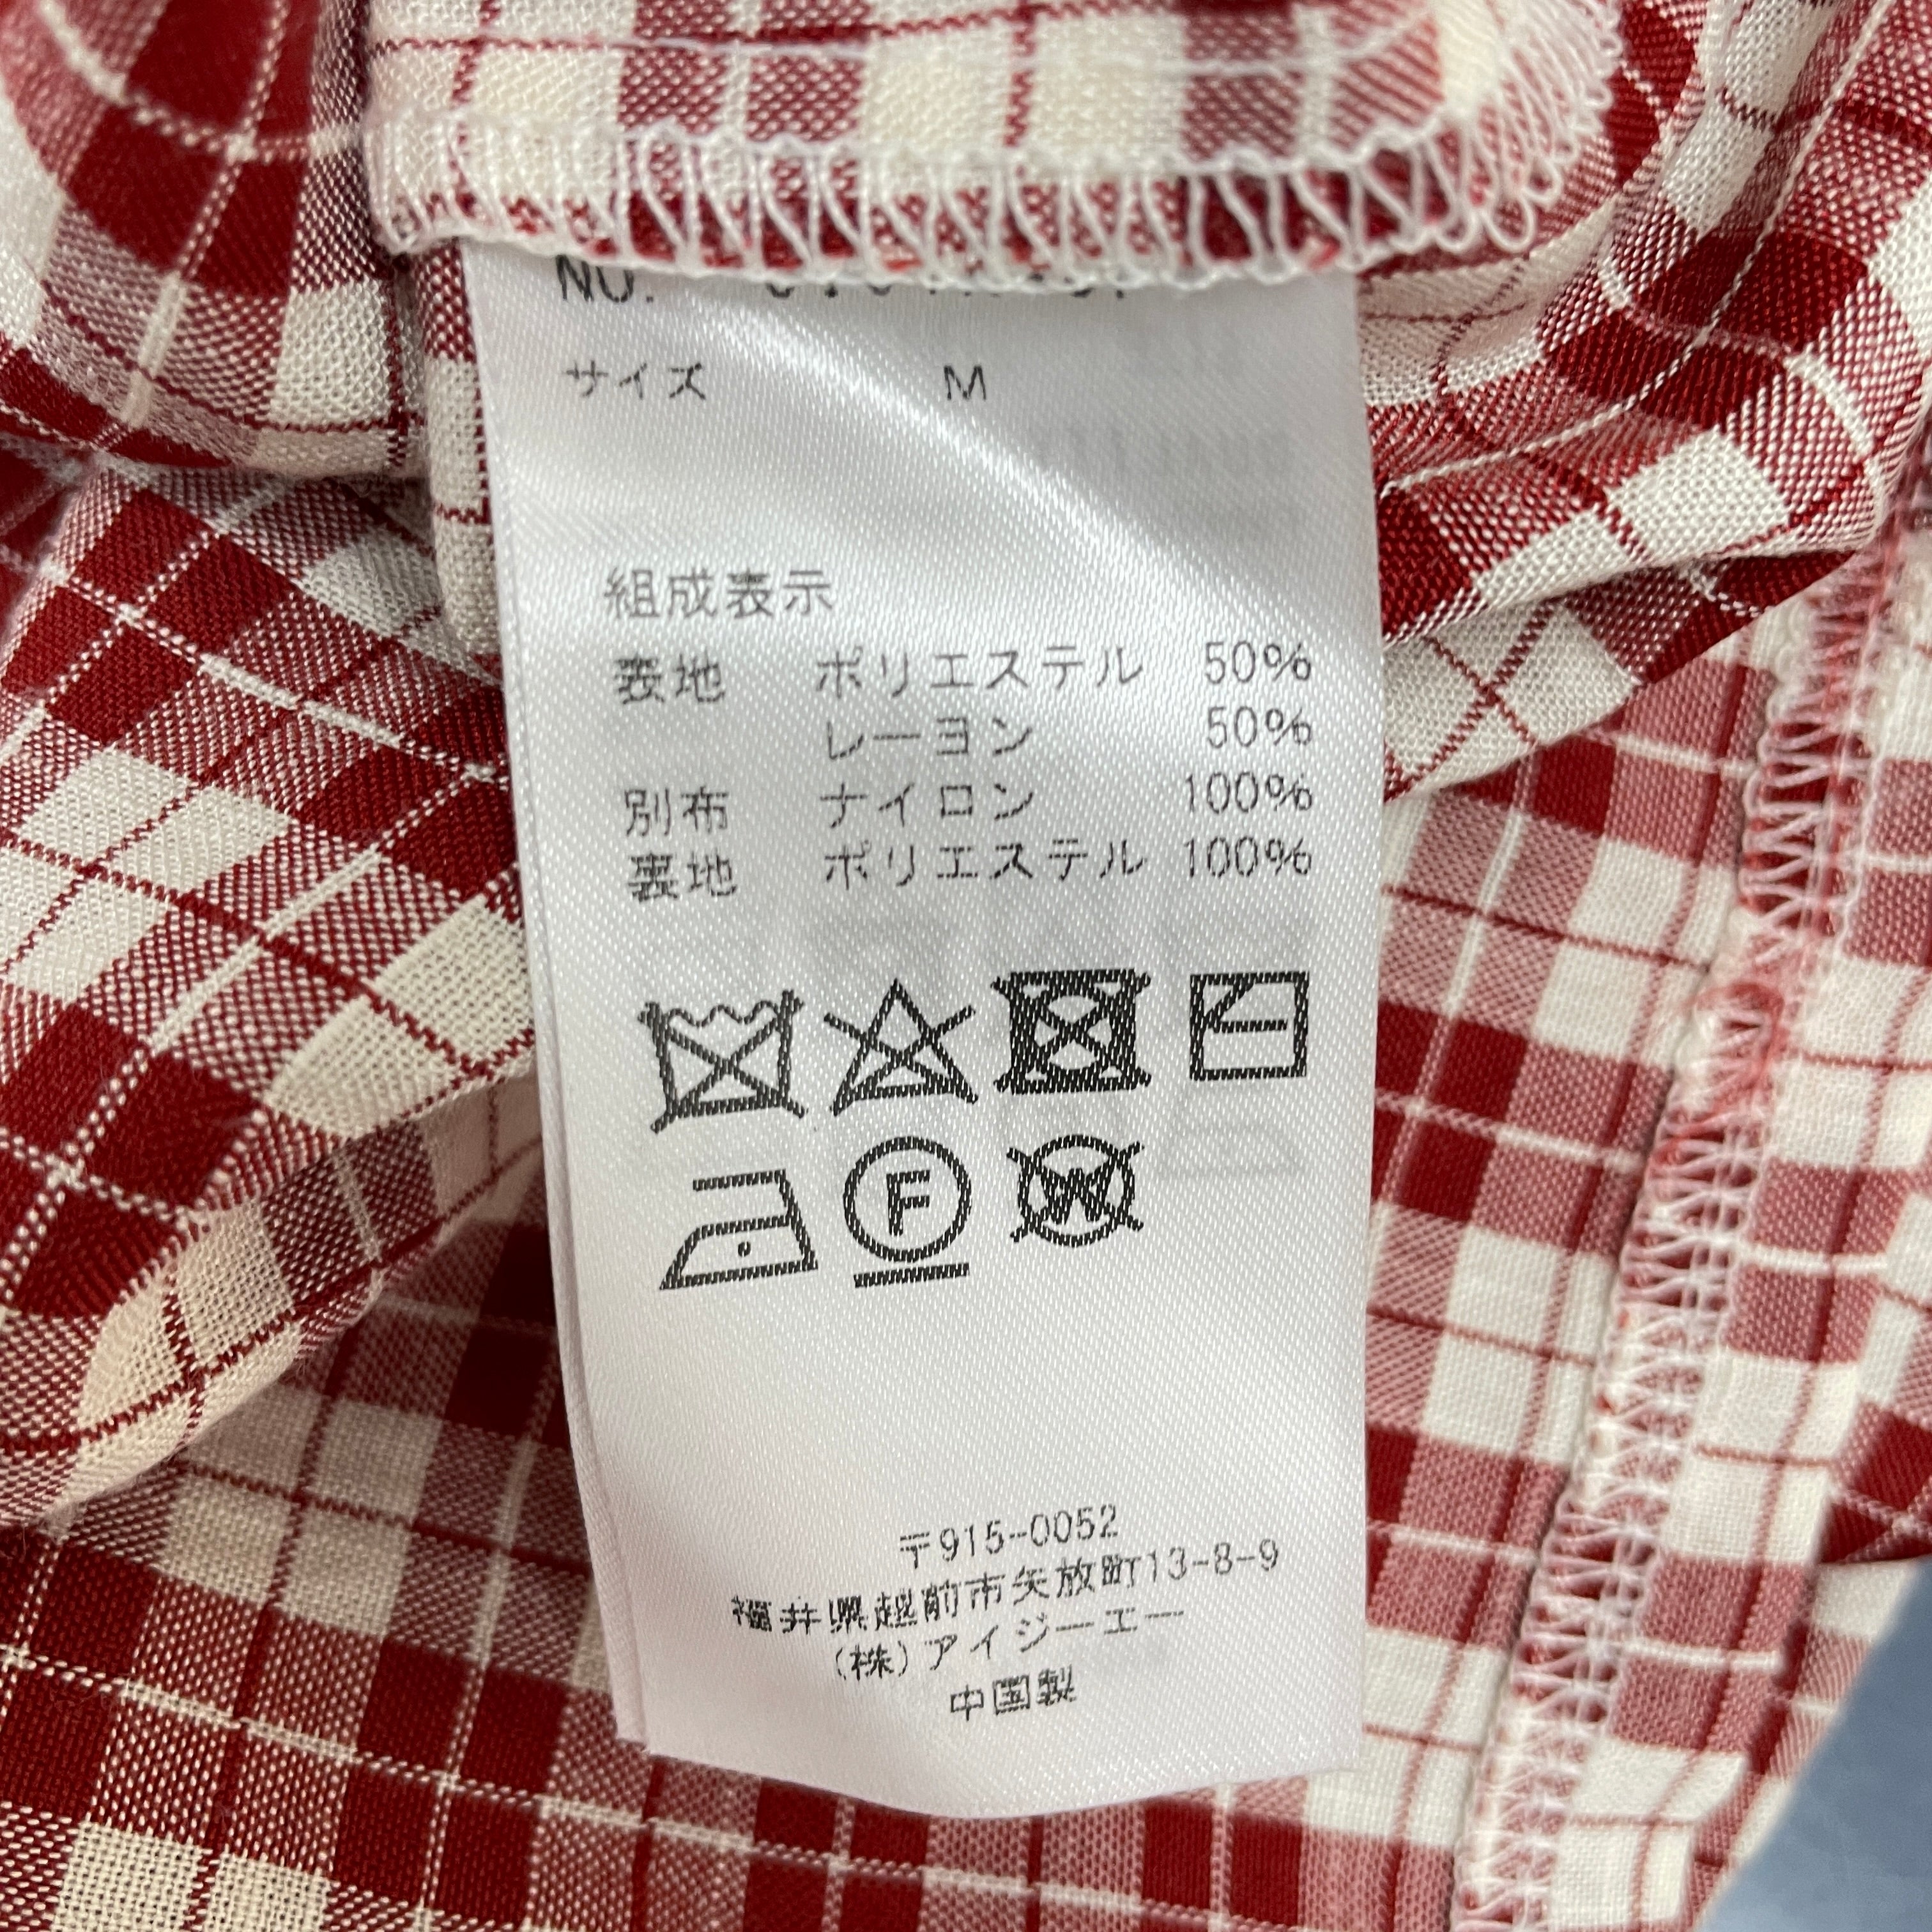 NO.
サイズ M
組成表示
表地 ポリエステル 50%
レーヨン 50%
別布 ナイロン 100%
裏地 ポリエステル 100%
F
W
〒915-0052
福井県越前市矢放町13-8-9
(株)アイジーエー
中国製